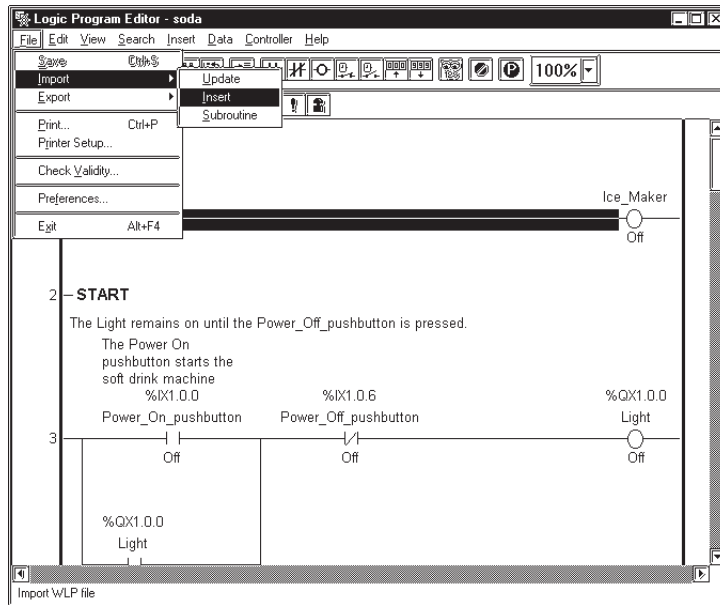 Logic Program Editor - soda
File Edit View Search Insert Data Controller Help
Save Ctrl+S
Import
Export
Print... Ctrl+P
Printer Setup...
Check Validity...
Preferences...
Exit Alt+F4
Update
Insert
Subroutine
100%
Ice_Maker
Off
2 START
The Light remains on until the Power_Off_pushbutton is pressed.
The Power On
pushbutton starts the
soft drink machine
%IX1.0.0 %IX1.0.6 %QX1.0.0
Power_On_pushbutton Power_Off_pushbutton Light
3
Off Off Off
%QX1.0.0
Light
Import WLP file